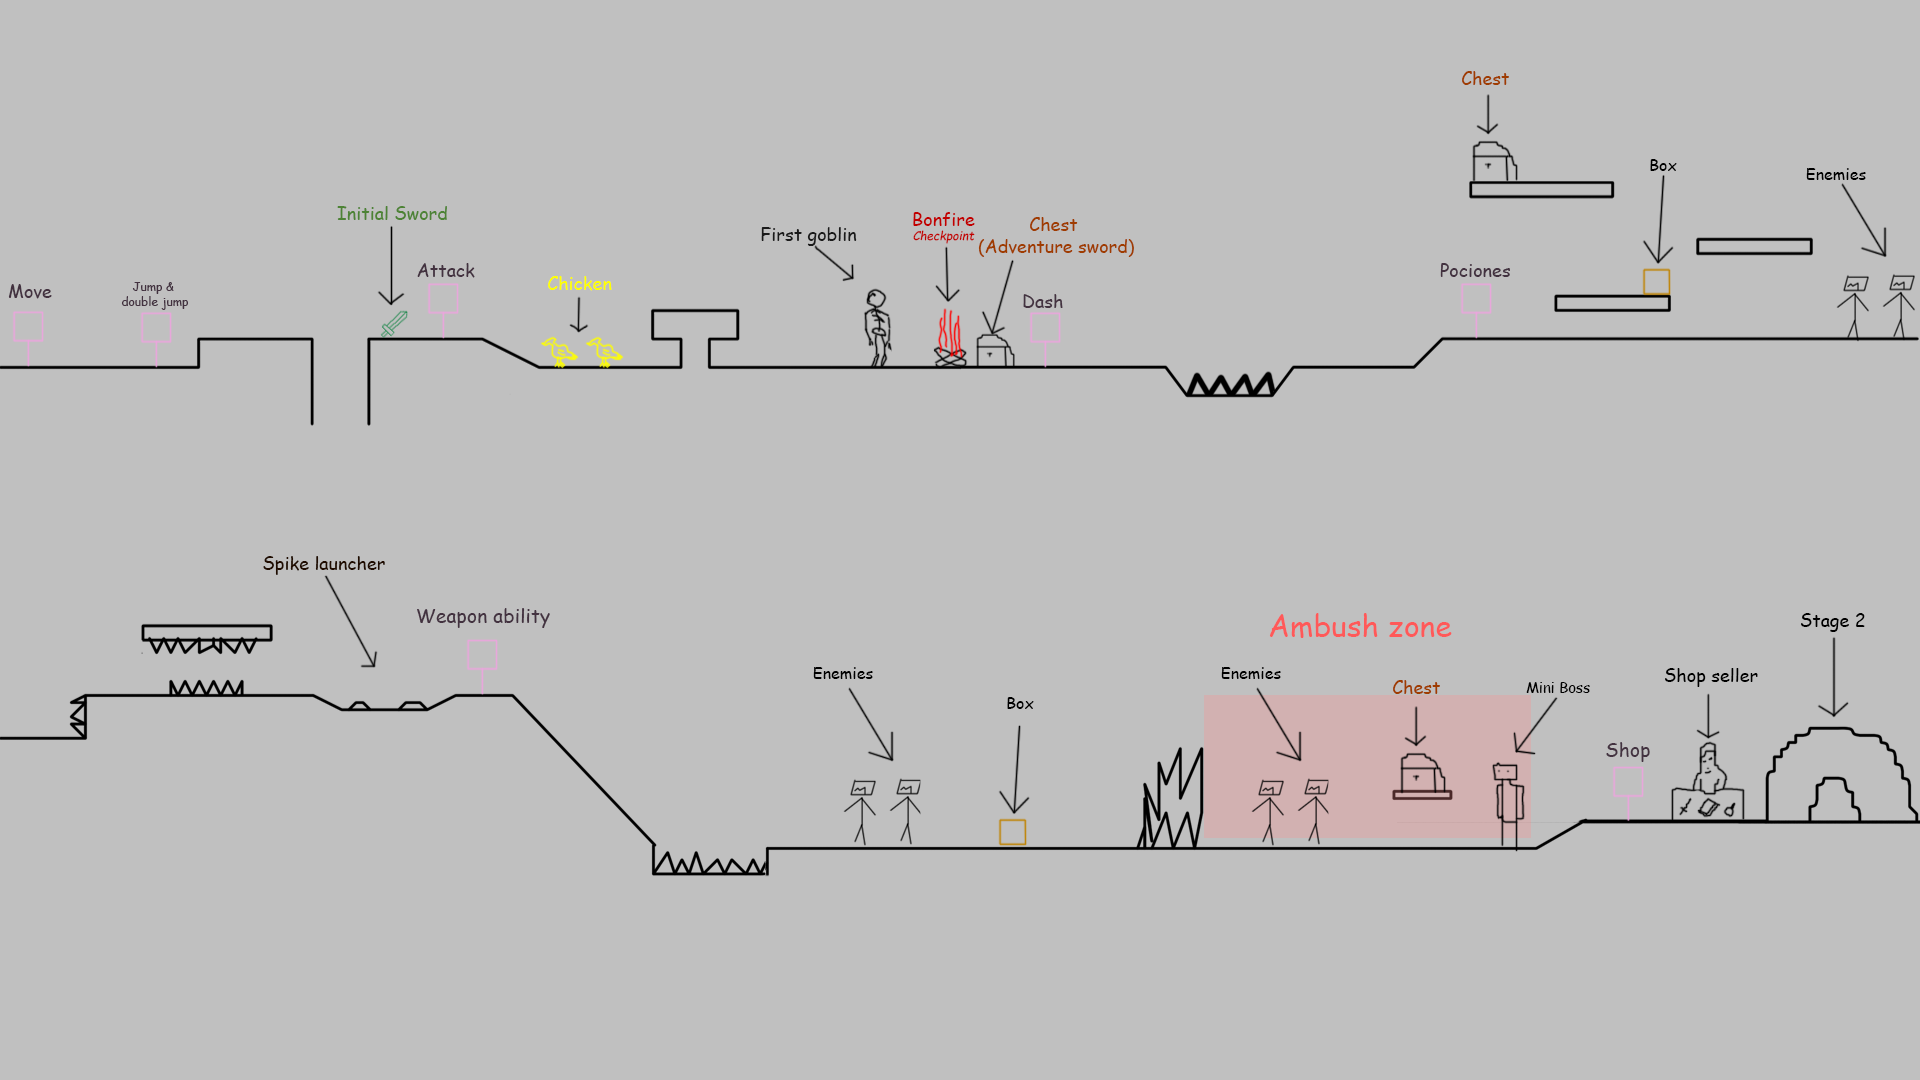 Move
Jump &
double jump
Initial Sword
Attack
Chicken
First goblin
Bonfire
Checkpoint
Chest
(Adventure sword)
Dash
Chest
Pociones
Box
Enemies
Spike launcher
Weapon ability
Enemies
Box
Ambush zone
Enemies
Chest
Mini Boss
Shop
Shop seller
Stage 2